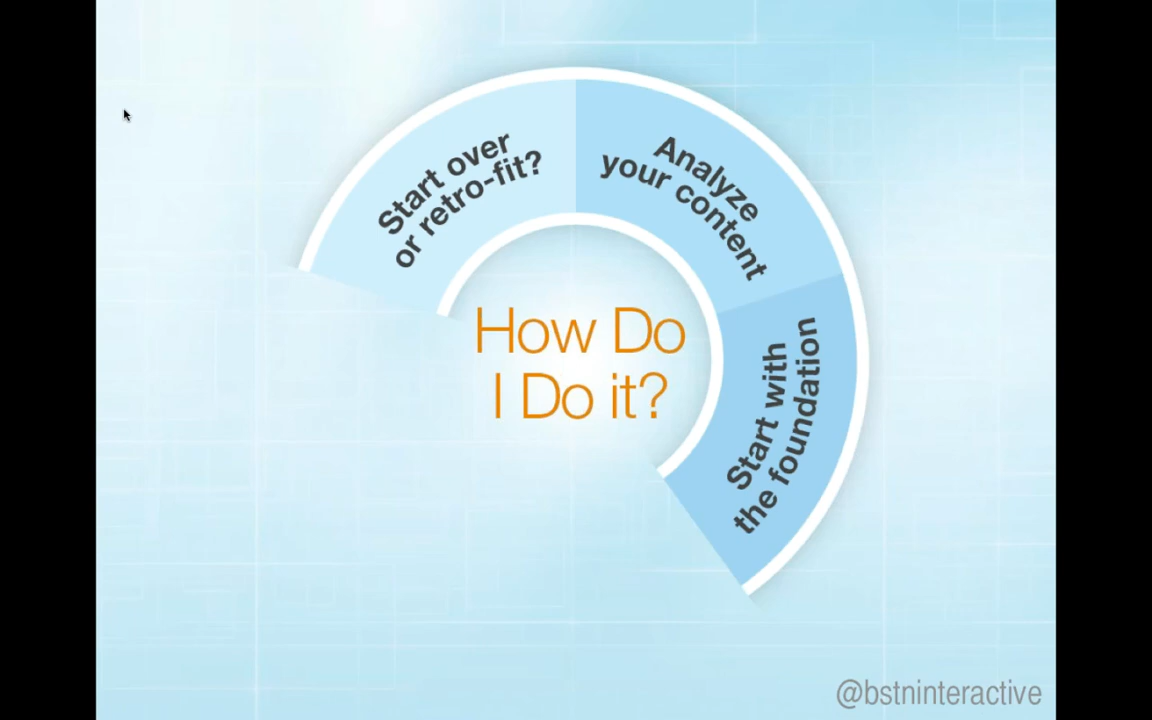 Start over
or retro-fit?
Analyze
your content
Start with
the foundation
How Do
I Do it?
@bstninteractive